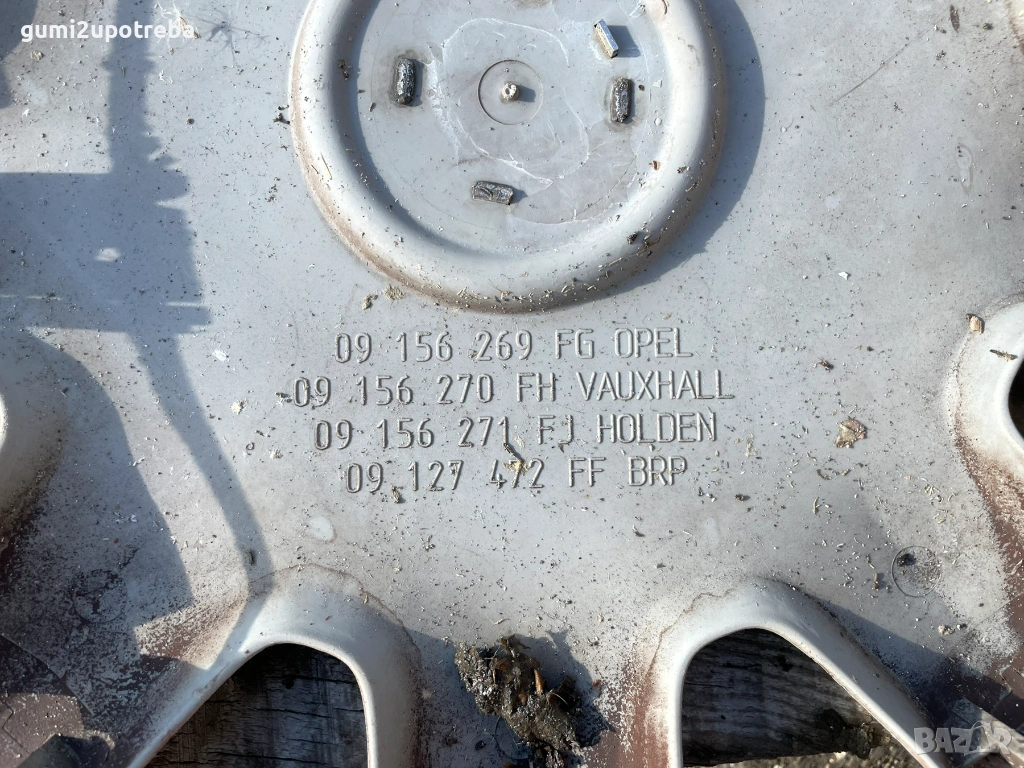 gumi2upotreba
09 156 269 FG OPEL
09 156 270 FH VAUXHALL
09 156 271 FJ HOLDEN
09 127 472 FF BRP
BAZAR